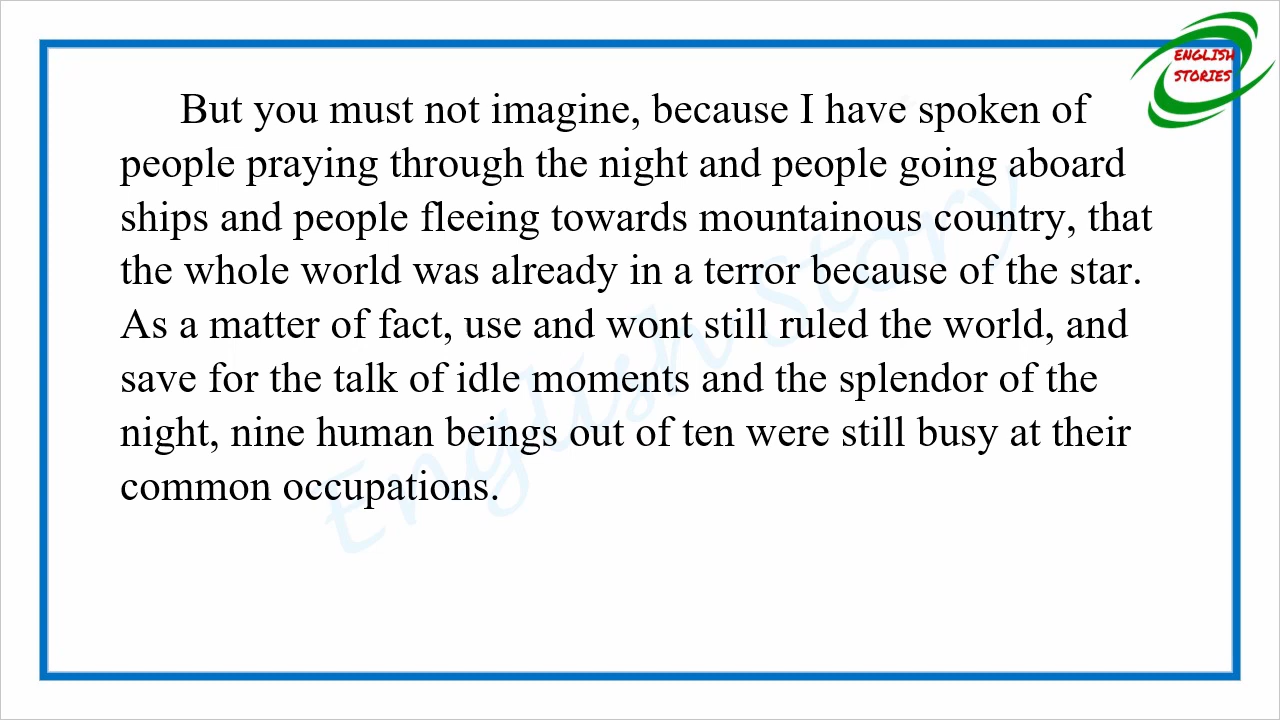 ENGLISH
STORIES
But you must not imagine, because I have spoken of
people praying through the night and people going aboard
ships and people fleeing towards mountainous country, that
the whole world was already in a terror because of the star.
As a matter of fact, use and wont still ruled the world, and
save for the talk of idle moments and the splendor of the
night, nine human beings out of ten were still busy at their
common occupations.
English Story